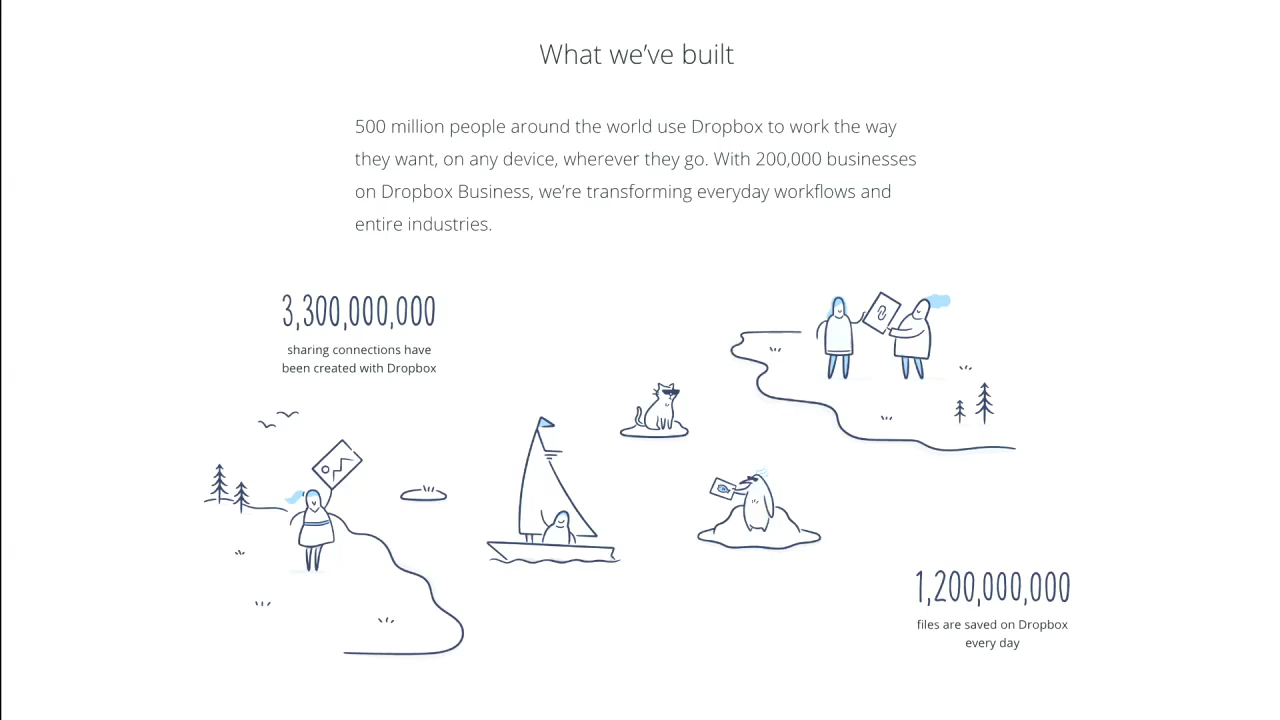 What we've built
500 million people around the world use Dropbox to work the way
they want, on any device, wherever they go. With 200,000 businesses
on Dropbox Business, we're transforming everyday workflows and
entire industries.
3,300,000,000
sharing connections have
been created with Dropbox
1,200,000,000
files are saved on Dropbox
every day